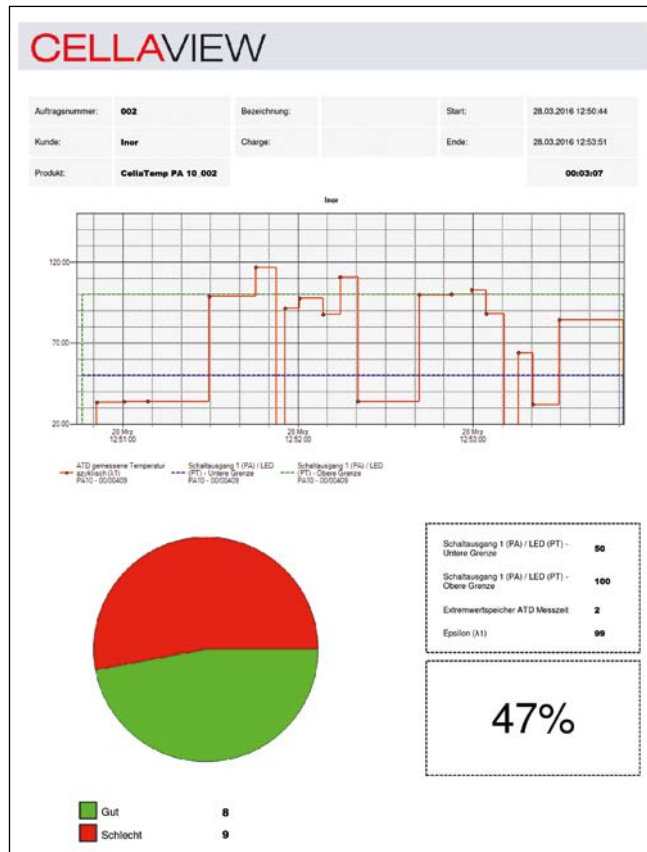 CELLAVIEW
Auftragsnummer: 002 Bezeichnung: Start: 28.03.2016 12:50:44
Kunde: Inor Charge: Ende: 28.03.2016 12:53:51
Produkt: CellaTemp PA 10_002 00:03:07
Inor
120.00
70.00
20.00
28 Mrz 28 Mrz 28 Mrz
12:51:00 12:52:00 12:53:00
ATD gemessene Temperatur
azyklisch (λ1)
PA10 - 00/00409
Schaltausgang 1 (PA) / LED
(PT) - Untere Grenze
PA10 - 00/00409
Schaltausgang 1 (PA) / LED
(PT) - Obere Grenze
PA10 - 00/00409
Schaltausgang 1 (PA) / LED (PT) -
Untere Grenze 50
Schaltausgang 1 (PA) / LED (PT) -
Obere Grenze 100
Extremwertspeicher ATD Messzeit 2
Epsilon (λ1) 99
47%
Gut 8
Schlecht 9